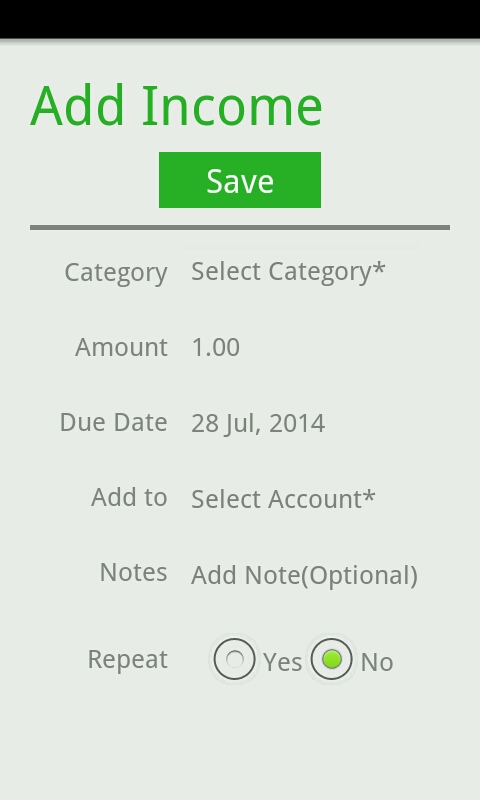 Add Income
Save
Category Select Category*
Amount 1.00
Due Date 28 Jul, 2014
Add to Select Account*
Notes Add Note(Optional)
Repeat Yes No